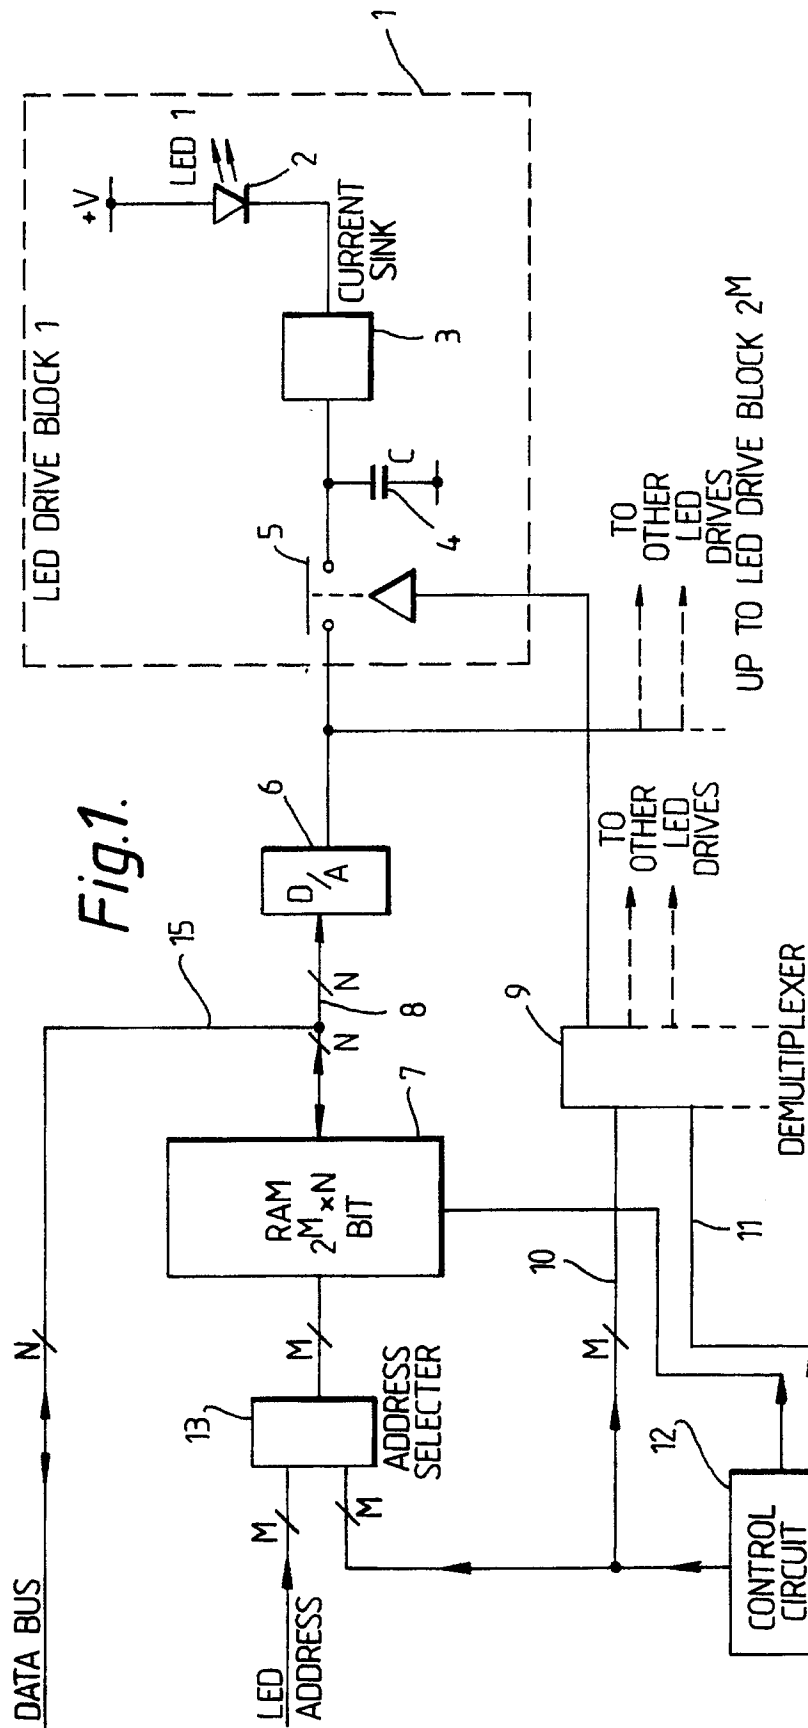 Fig.1.
DATA BUS
N
15
LED
ADDRESS
M
M
13
ADDRESS
SELECTER
M
RAM
2^M × N
BIT
7
N
N
8
D/A
6
LED DRIVE BLOCK 1
5
4
C
3
CURRENT
SINK
+V
LED 1
2
1
TO
OTHER
LED
DRIVES
UP TO LED DRIVE BLOCK 2^M
TO
OTHER
LED
DRIVES
9
DEMULTIPLEXER
10
M
11
12
CONTROL
CIRCUIT